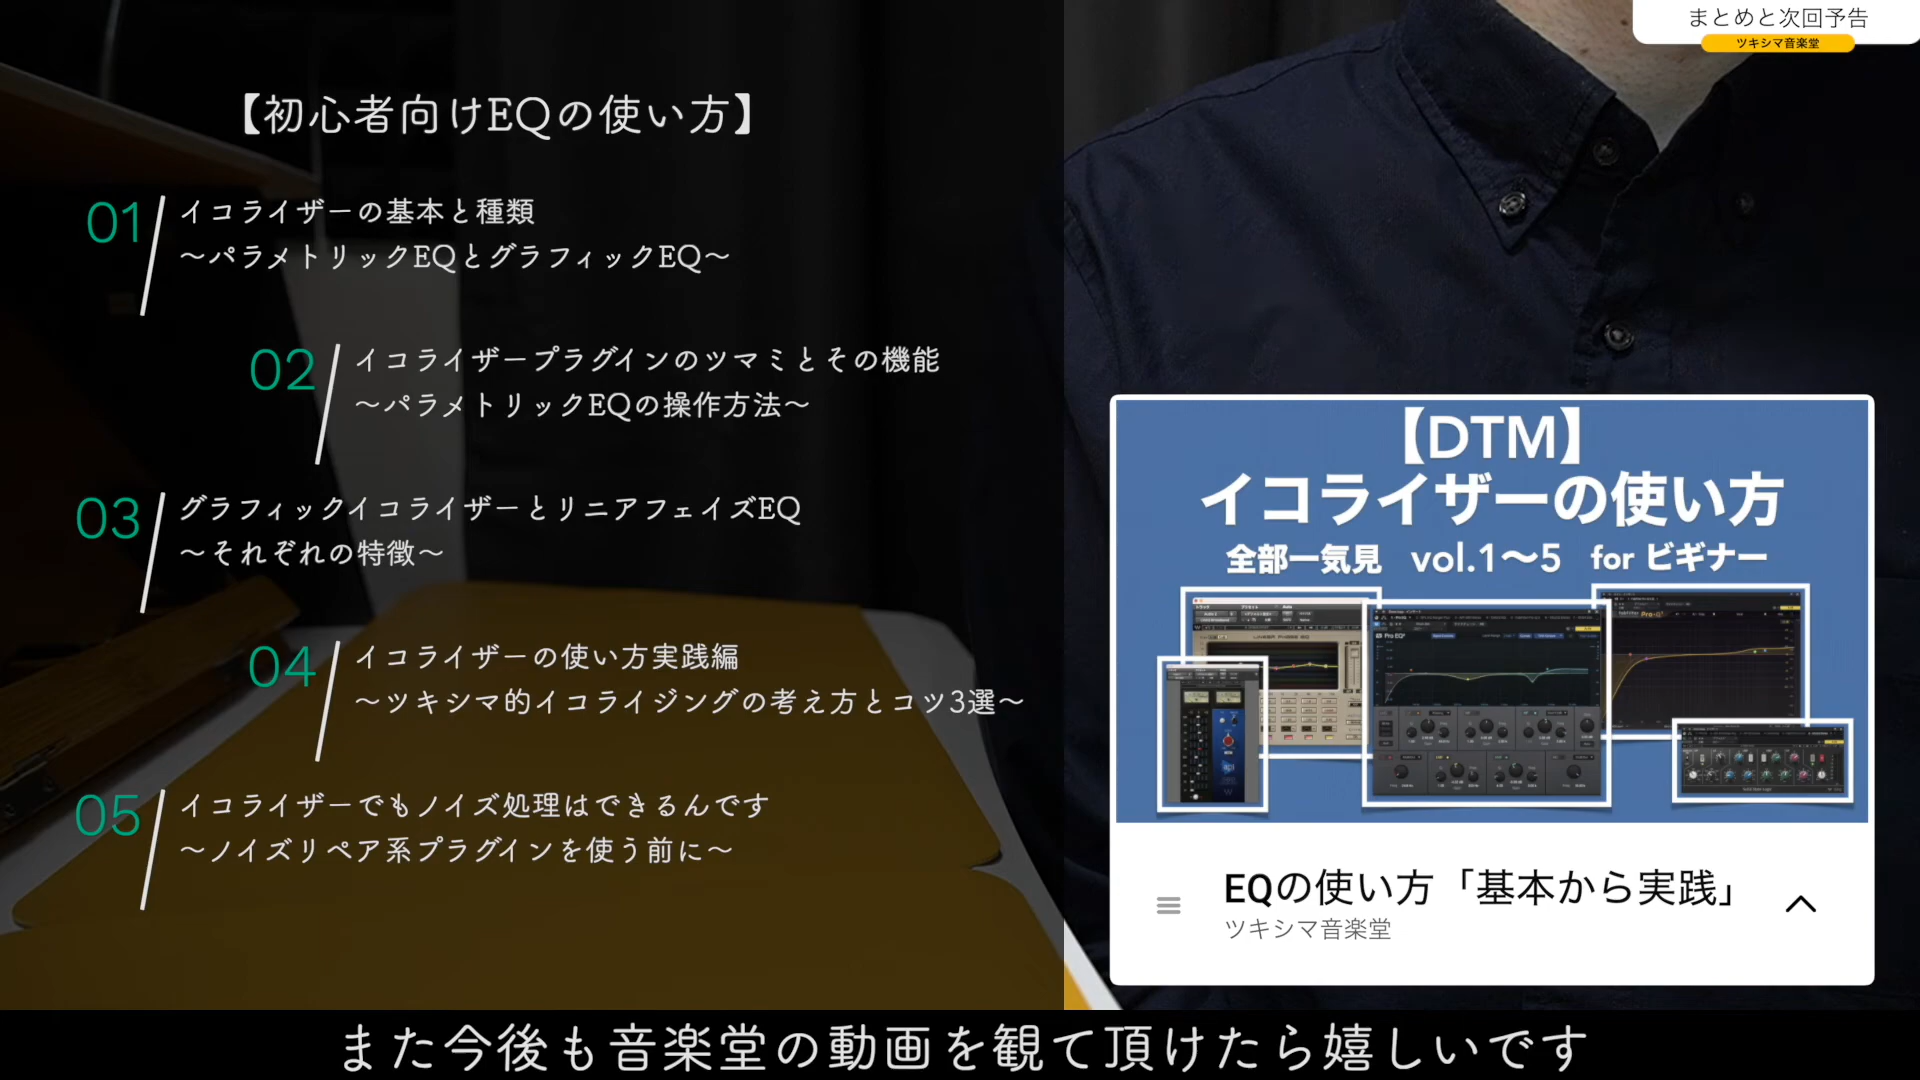 まとめと次回予告
ツキシマ音楽堂
【初心者向けEQの使い方】
01
イコライザーの基本と種類
〜パラメトリックEQとグラフィックEQ〜
02
イコライザープラグインのツマミとその機能
〜パラメトリックEQの操作方法〜
03
グラフィックイコライザーとリニアフェイズEQ
〜それぞれの特徴〜
04
イコライザーの使い方実践編
〜ツキシマ的イコライジングの考え方とコツ3選〜
05
イコライザーでもノイズ処理はできるんです
〜ノイズリペア系プラグインを使う前に〜
【DTM】
イコライザーの使い方
全部一気見 vol.1〜5 for ビギナー
LINEAR PHASE EQ
Pro EQ²
EQの使い方「基本から実践」
ツキシマ音楽堂
また今後も音楽堂の動画を観て頂けたら嬉しいです